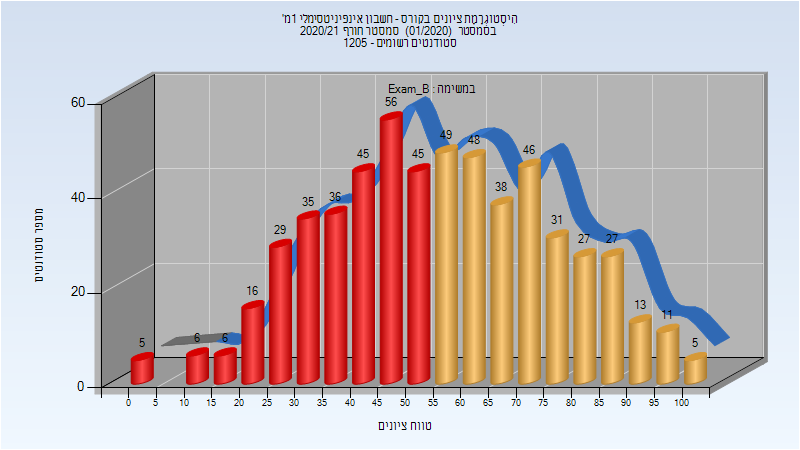 היסטוגרמת ציונים בקורס - חשבון אינפיניטסימלי 1מ'
בסמסטר (01/2020) סמסטר חורף 2020/21
סטודנטים רשומים - 1205
במשימה : Exam_B
מספר סטודנטים
60
40
20
0
5 6 6 16 29 35 36 45 56 45 49 48 38 46 31 27 27 13 11 5
0 5 10 15 20 25 30 35 40 45 50 55 60 65 70 75 80 85 90 95 100
טווח ציונים